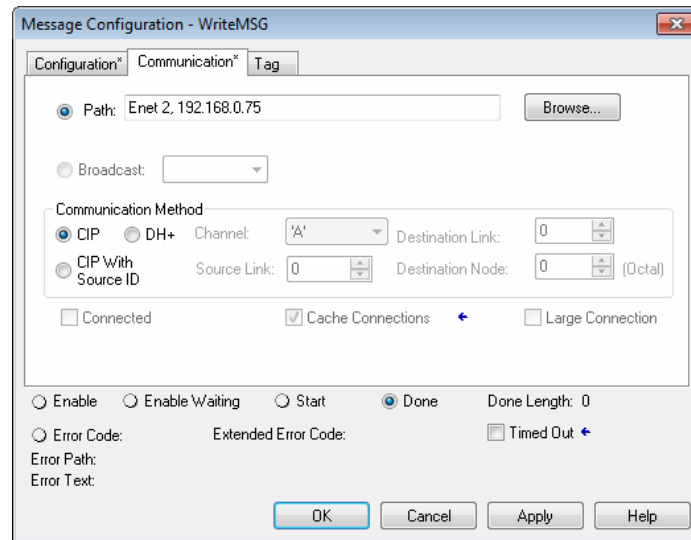 Message Configuration - WriteMSG
Configuration* Communication* Tag
Path: Enet 2, 192.168.0.75 Browse...
Broadcast:
Communication Method
CIP DH+ Channel: 'A' Destination Link: 0
CIP With Source ID Source Link: 0 Destination Node: 0 (Octal)
Connected Cache Connections Large Connection
Enable Enable Waiting Start Done Done Length: 0
Error Code: Extended Error Code: Timed Out
Error Path:
Error Text:
OK Cancel Apply Help